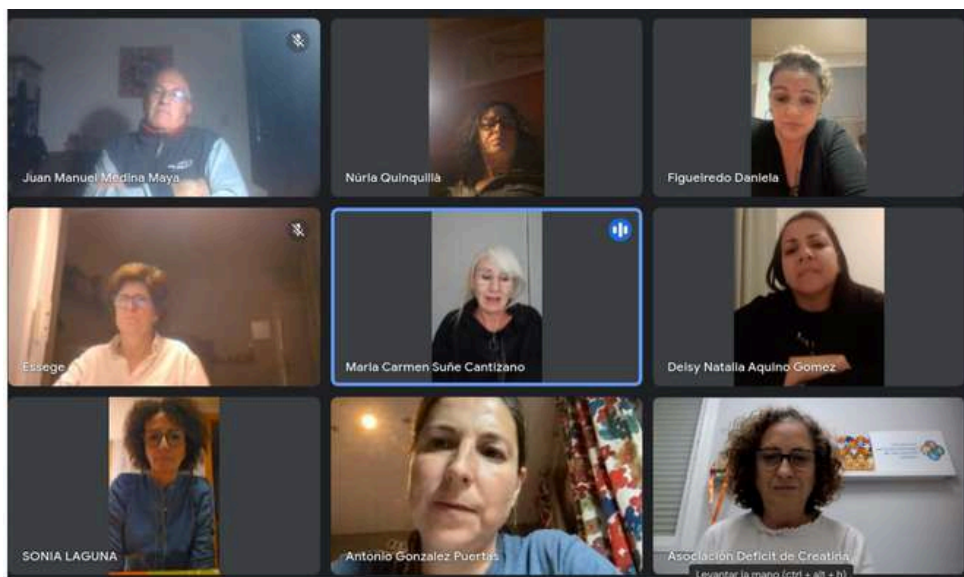 Juan Manuel Medina Maya
Núria Quinquillà
Figueiredo Daniela
Essege
Maria Carmen Suñe Cantizano
Deisy Natalia Aquino Gomez
SONIA LAGUNA
Antonio Gonzalez Puertas
Asociación Deficit de Creatina
Levantar la mano (ctrl + alt + h)